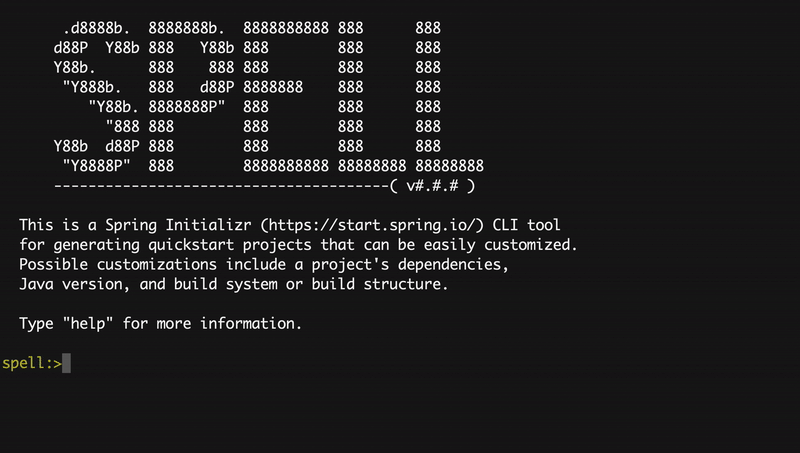 .d8888b.  8888888b.  8888888888 888      888
d88P  Y88b 888   Y88b 888        888      888
Y88b.      888    888 888        888      888
 "Y888b.   888   d88P 8888888    888      888
    "Y88b. 8888888P"  888        888      888
      "888 888        888        888      888
Y88b  d88P 888        888        888      888
 "Y8888P"  888        8888888888 88888888 88888888
---------------------------------------( v#.#.# )
This is a Spring Initializr (https://start.spring.io/) CLI tool
for generating quickstart projects that can be easily customized.
Possible customizations include a project's dependencies,
Java version, and build system or build structure.
Type "help" for more information.
spell:>